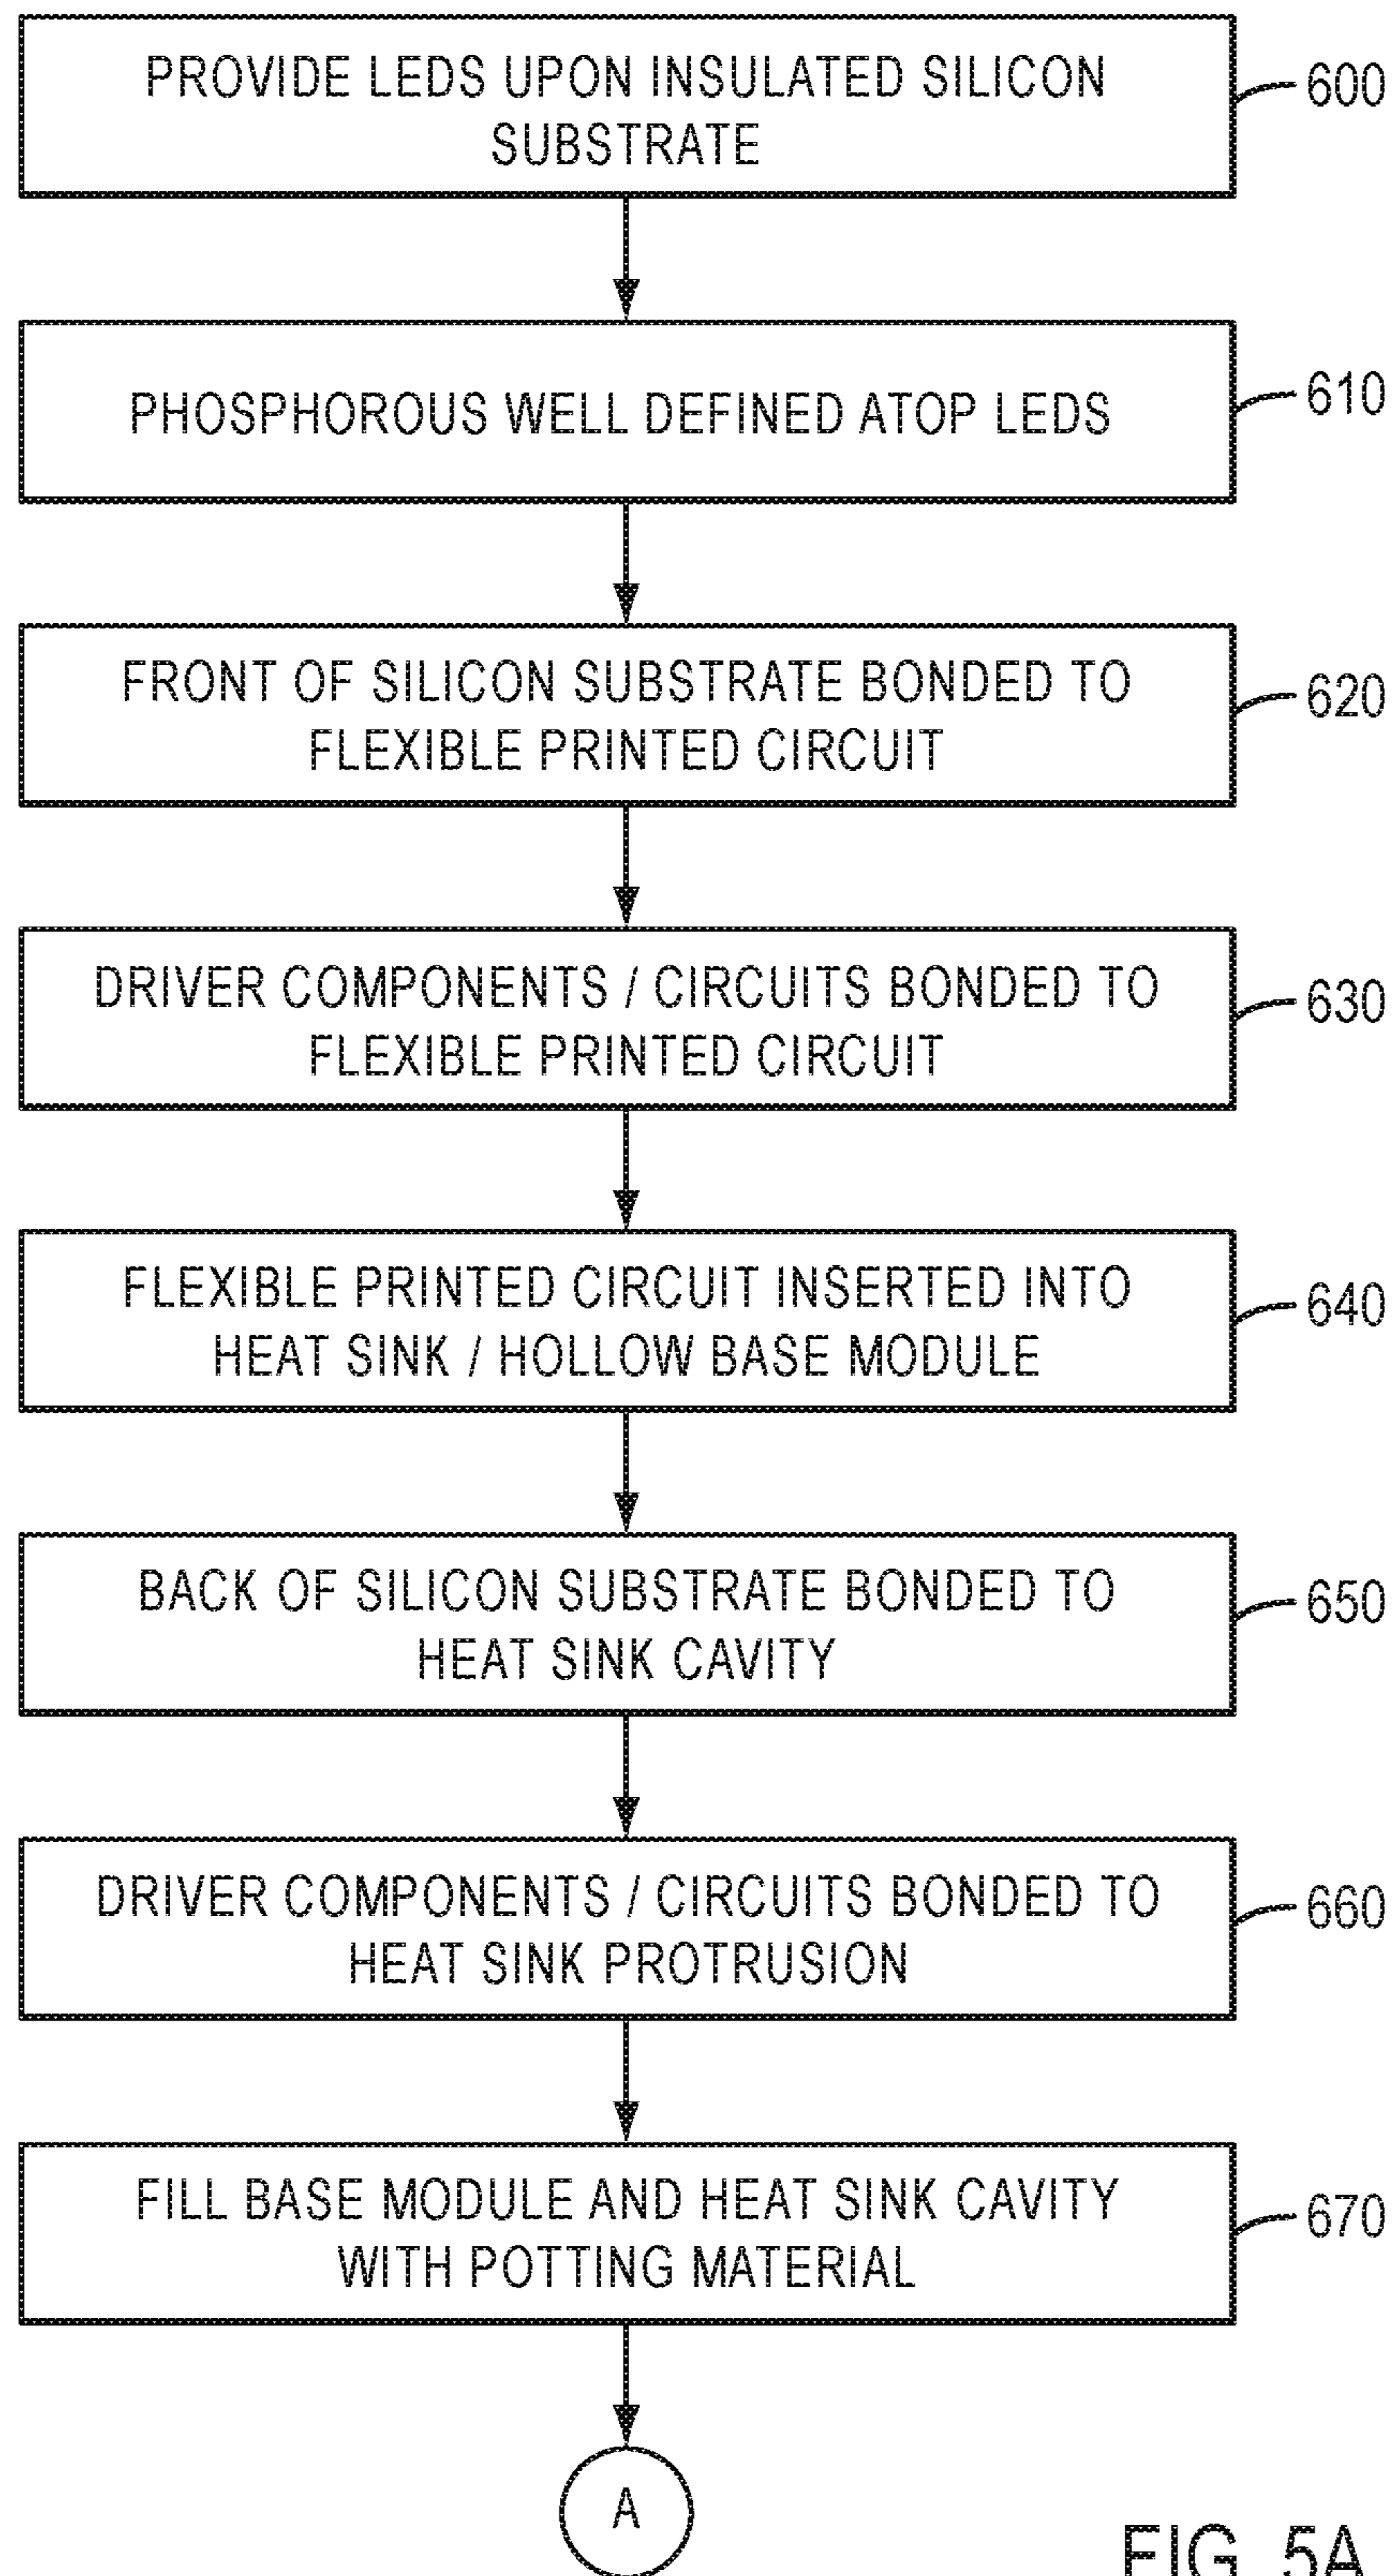 PROVIDE LEDS UPON INSULATED SILICON
SUBSTRATE
600
PHOSPHOROUS WELL DEFINED ATOP LEDS
610
FRONT OF SILICON SUBSTRATE BONDED TO
FLEXIBLE PRINTED CIRCUIT
620
DRIVER COMPONENTS / CIRCUITS BONDED TO
FLEXIBLE PRINTED CIRCUIT
630
FLEXIBLE PRINTED CIRCUIT INSERTED INTO
HEAT SINK / HOLLOW BASE MODULE
640
BACK OF SILICON SUBSTRATE BONDED TO
HEAT SINK CAVITY
650
DRIVER COMPONENTS / CIRCUITS BONDED TO
HEAT SINK PROTRUSION
660
FILL BASE MODULE AND HEAT SINK CAVITY
WITH POTTING MATERIAL
670
A
FIG. 5A